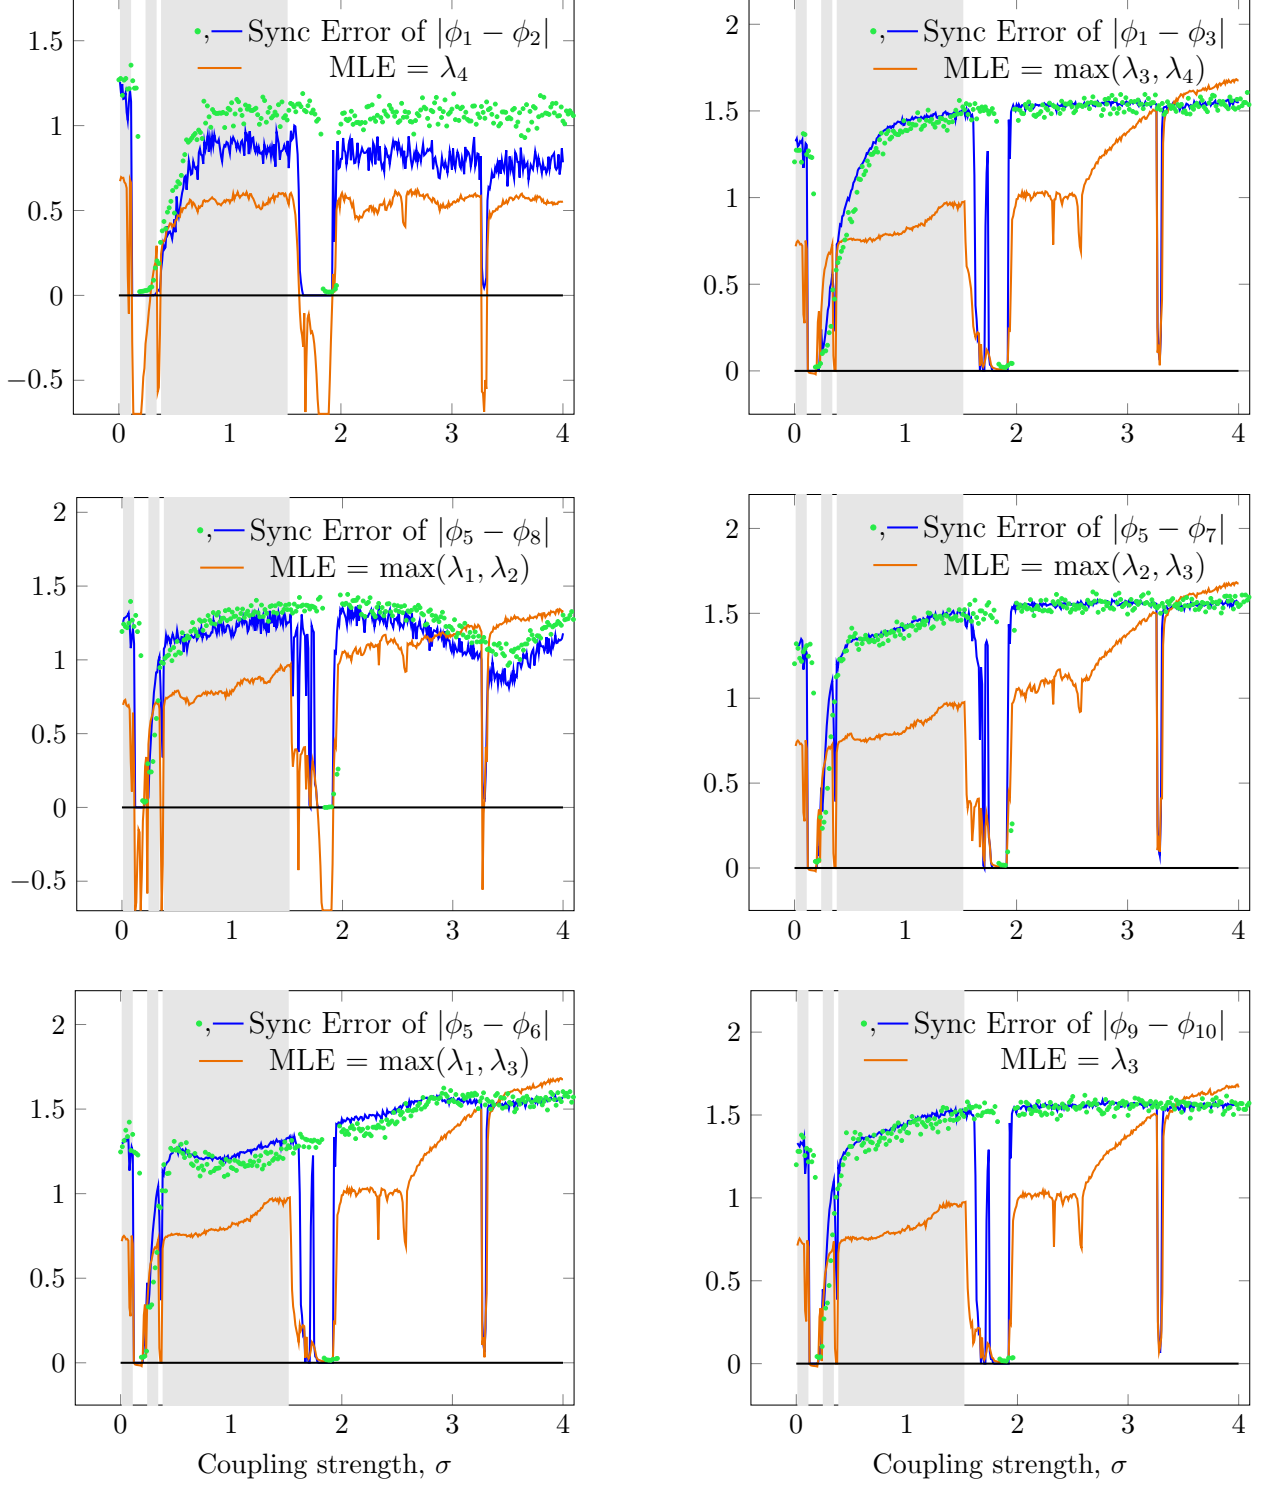 Sync Error of |ϕ₁ − ϕ₂|
MLE = λ₄
1.5
1
0.5
0
−0.5
0 1 2 3 4
, Sync Error of |ϕ₁ − ϕ₃|
MLE = max(λ₃, λ₄)
2
1.5
1
0.5
0
0 1 2 3 4
, Sync Error of |ϕ₅ − ϕ₈|
MLE = max(λ₁, λ₂)
2
1.5
1
0.5
0
−0.5
0 1 2 3 4
, Sync Error of |ϕ₅ − ϕ₇|
MLE = max(λ₂, λ₃)
2
1.5
1
0.5
0
0 1 2 3 4
, Sync Error of |ϕ₅ − ϕ₆|
MLE = max(λ₁, λ₃)
2
1.5
1
0.5
0
0 1 2 3 4
Coupling strength, σ
, Sync Error of |ϕ₉ − ϕ₁₀|
MLE = λ₃
2
1.5
1
0.5
0
0 1 2 3 4
Coupling strength, σ